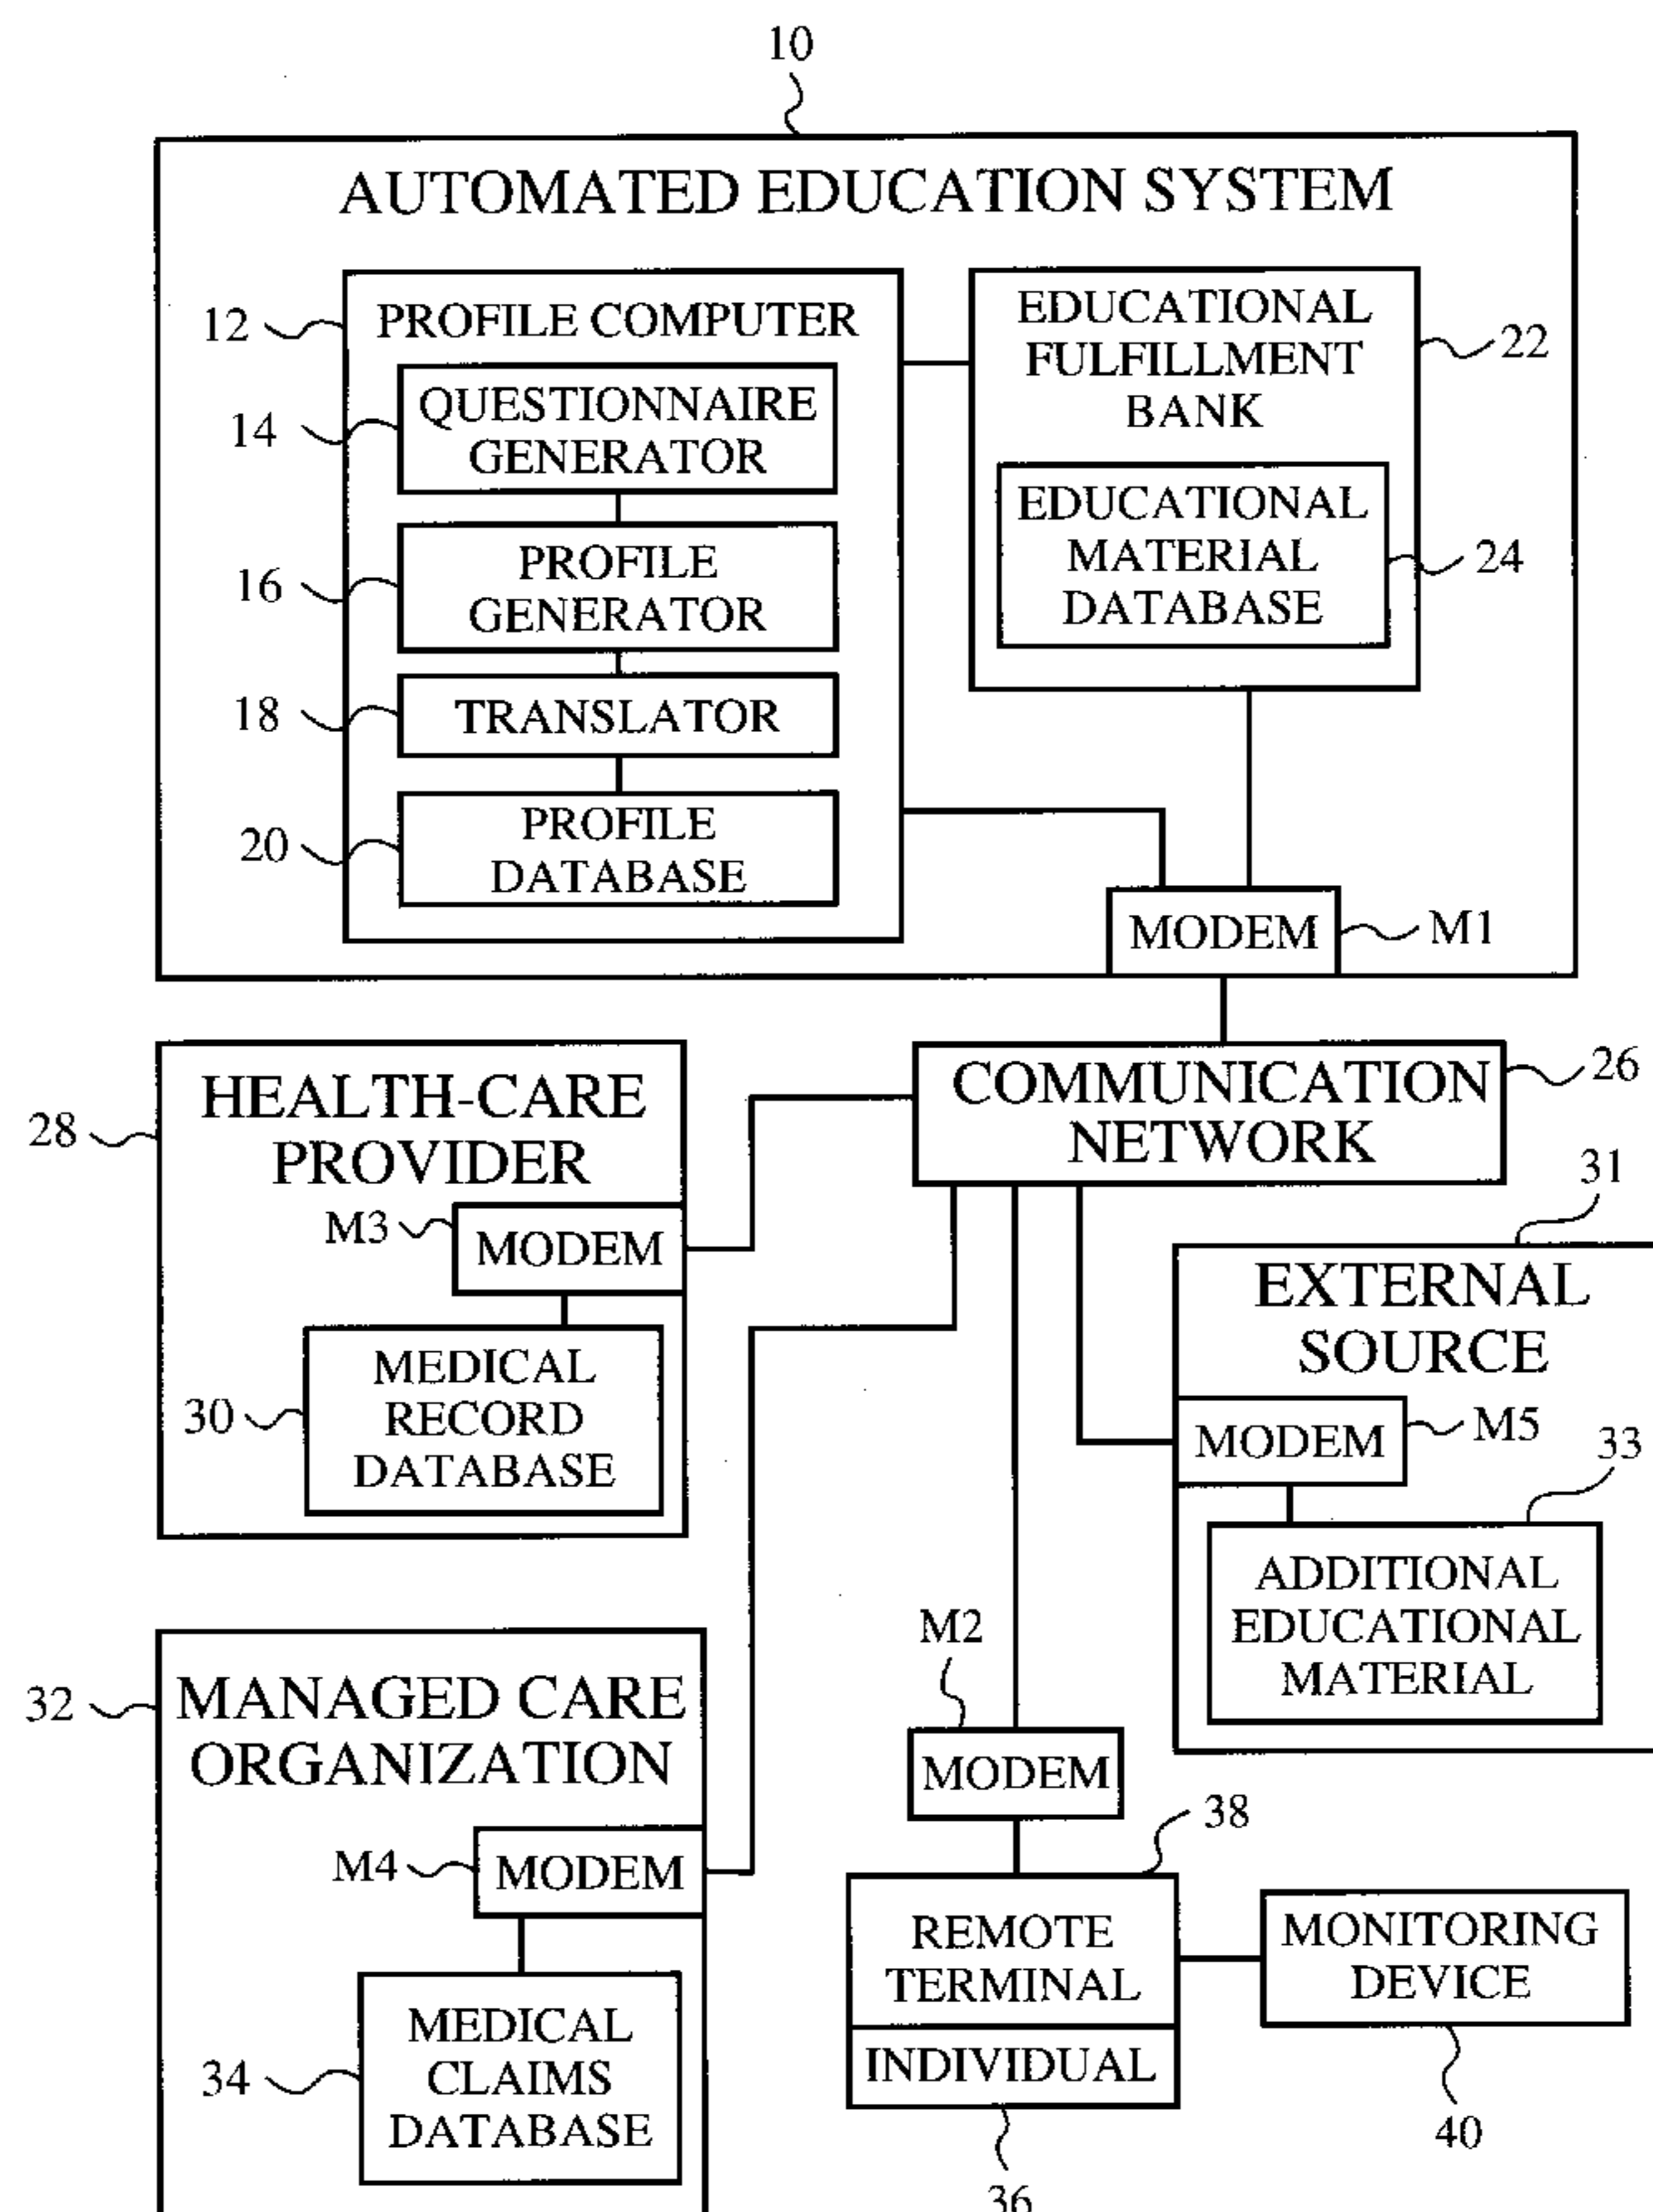 10
AUTOMATED EDUCATION SYSTEM
12
PROFILE COMPUTER
14
QUESTIONNAIRE
GENERATOR
16
PROFILE
GENERATOR
18
TRANSLATOR
20
PROFILE
DATABASE
EDUCATIONAL
FULFILLMENT
BANK
22
EDUCATIONAL
MATERIAL
DATABASE
24
MODEM
M1
COMMUNICATION
NETWORK
26
28
HEALTH-CARE
PROVIDER
M3
MODEM
30
MEDICAL
RECORD
DATABASE
31
EXTERNAL
SOURCE
MODEM
M5
33
ADDITIONAL
EDUCATIONAL
MATERIAL
32
MANAGED CARE
ORGANIZATION
M4
MODEM
34
MEDICAL
CLAIMS
DATABASE
M2
MODEM
38
REMOTE
TERMINAL
INDIVIDUAL
36
MONITORING
DEVICE
40